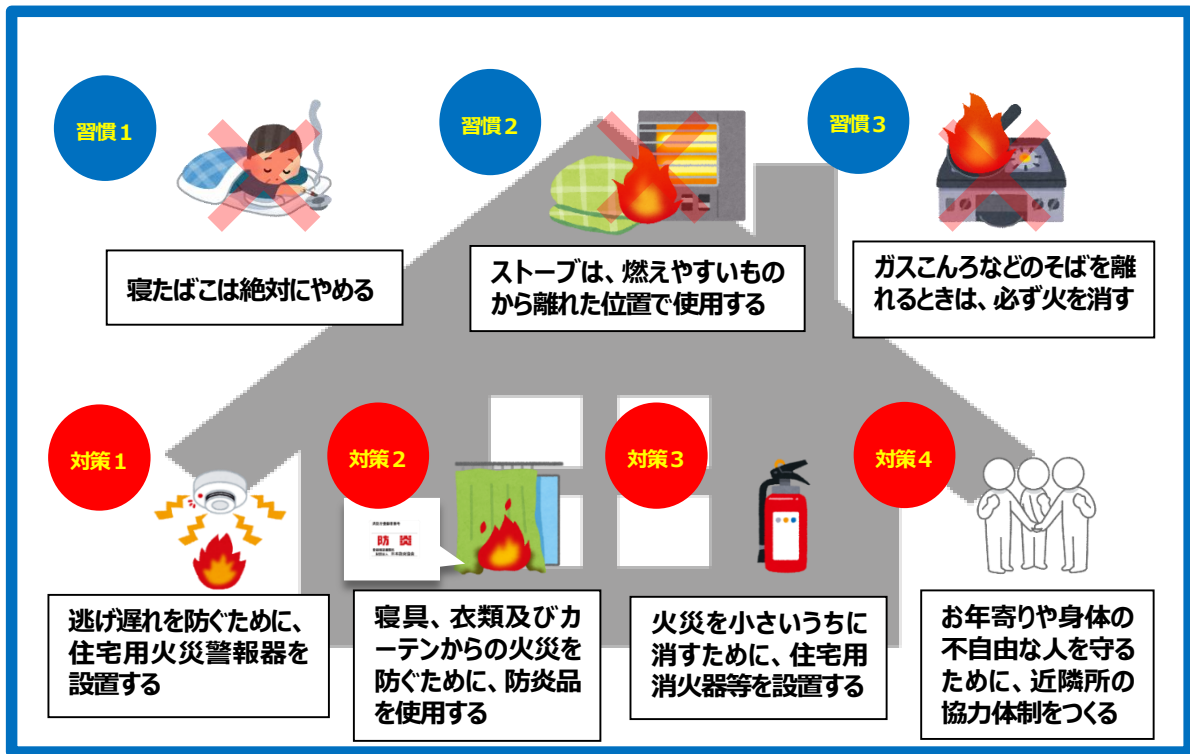 習慣1
寝たばこは絶対にやめる
習慣2
ストーブは、燃えやすいもの
から離れた位置で使用する
習慣3
ガスこんろなどのそばを離
れるときは、必ず火を消す
対策1
逃げ遅れを防ぐために、
住宅用火災警報器を
設置する
対策2
防炎
寝具、衣類及びカ
ーテンからの火災を
防ぐために、防炎品
を使用する
対策3
火災を小さいうちに
消すために、住宅用
消火器等を設置する
対策4
お年寄りや身体の
不自由な人を守る
ために、近隣所の
協力体制をつくる